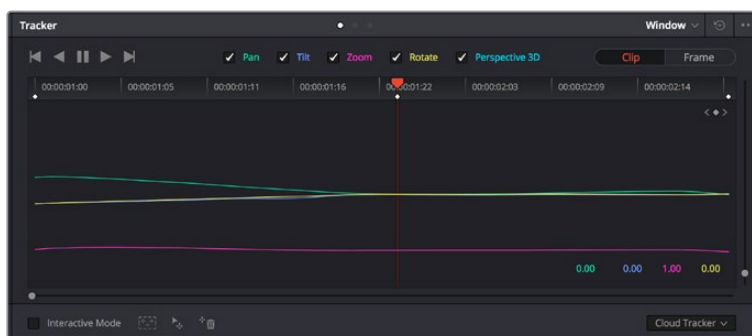 Tracker Window
Pan Tilt Zoom Rotate Perspective 3D Clip Frame
00:00:01:00 00:00:01:05 00:00:01:11 00:00:01:16 00:00:01:22 00:00:02:03 00:00:02:09 00:00:02:14
0.00 0.00 1.00 0.00
Interactive Mode Cloud Tracker